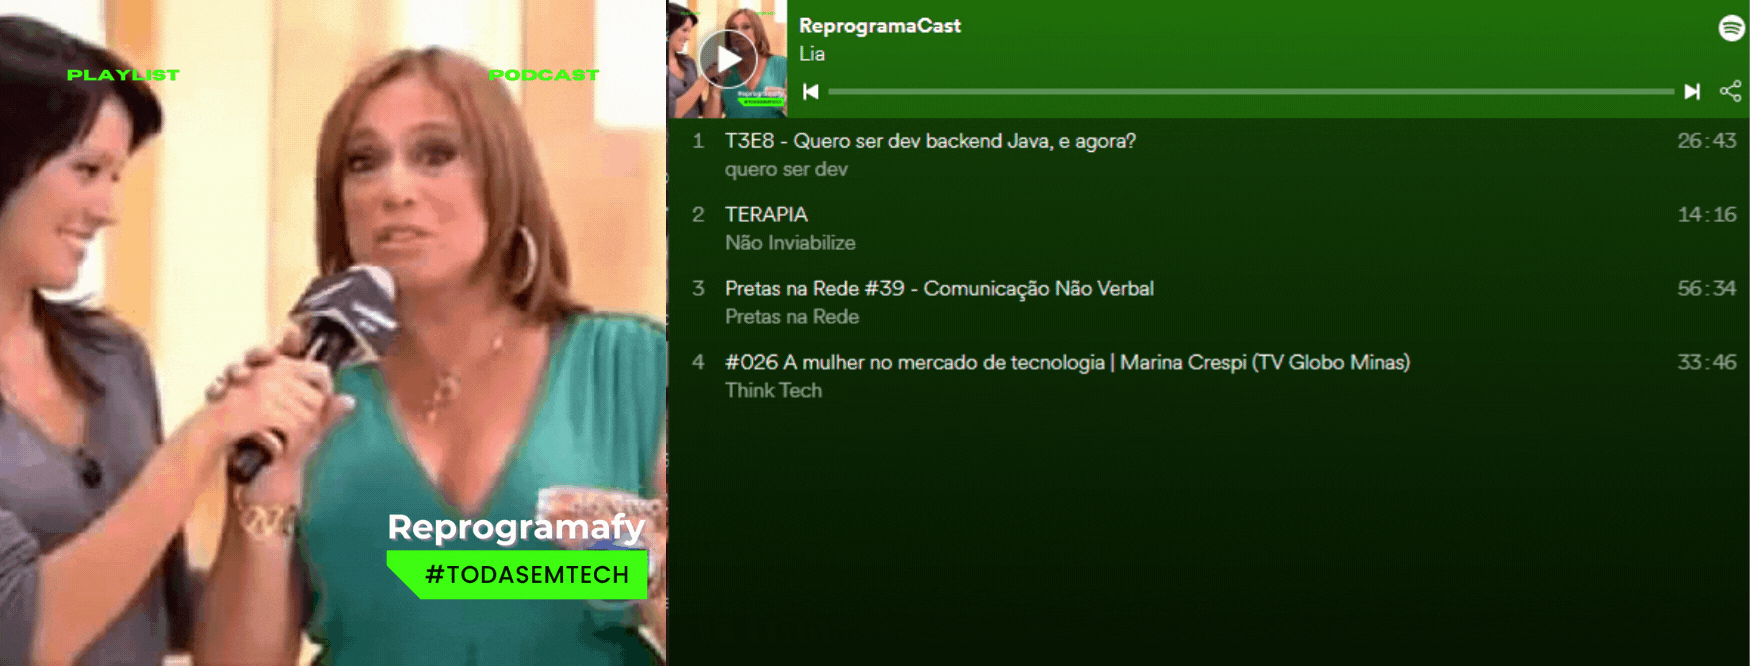 PLAYLIST
PODCAST
Reprogramafy
#TODASEMTECH
ReprogramaCast
Lia
1 T3E8 - Quero ser dev backend Java, e agora? 26:43
quero ser dev
2 TERAPIA 14:16
Não Inviabilize
3 Pretas na Rede #39 - Comunicação Não Verbal 56:34
Pretas na Rede
4 #026 A mulher no mercado de tecnologia | Marina Crespi (TV Globo Minas) 33:46
Think Tech